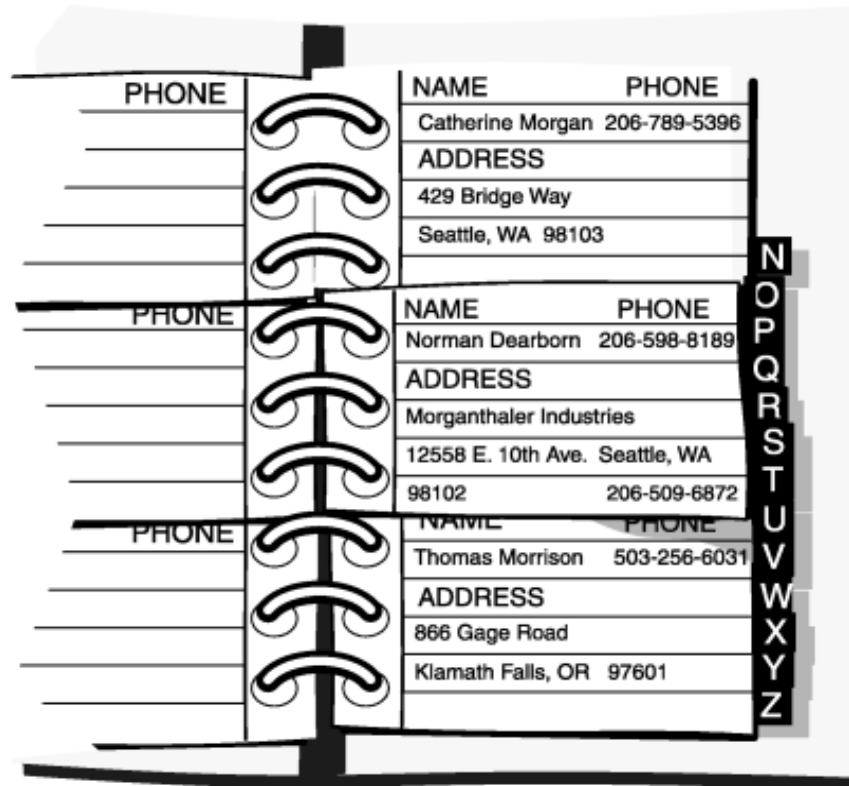 PHONE
NAME PHONE
Catherine Morgan 206-789-5396
ADDRESS
429 Bridge Way
Seattle, WA 98103
PHONE
NAME PHONE
Norman Dearborn 206-598-8189
ADDRESS
Morganthaler Industries
12558 E. 10th Ave. Seattle, WA
98102 206-509-6872
PHONE
NAME PHONE
Thomas Morrison 503-256-6031
ADDRESS
866 Gage Road
Klamath Falls, OR 97601
N
O
P
Q
R
S
T
U
V
W
X
Y
Z